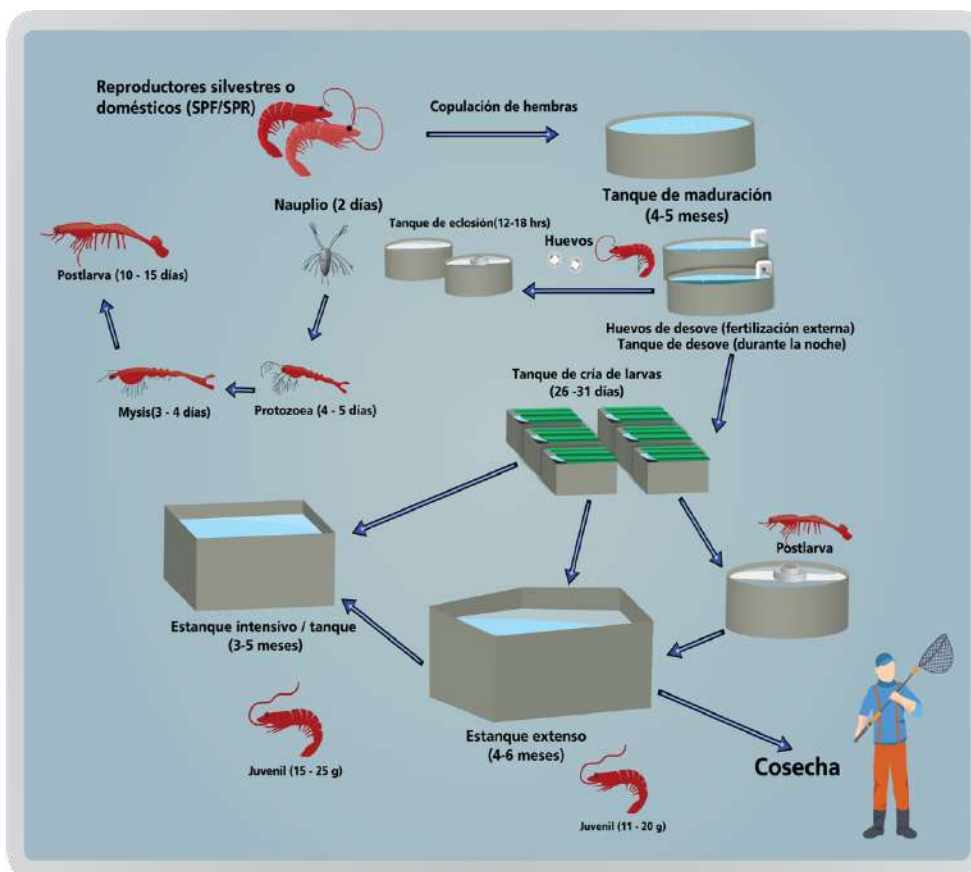 Reproductores silvestres o
domésticos (SPF/SPR)
Copulación de hembras
Tanque de maduración
(4-5 meses)
Nauplio (2 días)
Tanque de eclosión(12-18 hrs)
Huevos
Postlarva (10 - 15 días)
Huevos de desove (fertilización externa)
Tanque de desove (durante la noche)
Tanque de cría de larvas
(26 -31 días)
Mysis(3 - 4 días)
Protozoea (4 - 5 días)
Postlarva
Estanque intensivo / tanque
(3-5 meses)
Estanque extenso
(4-6 meses)
Juvenil (15 - 25 g)
Cosecha
Juvenil (11 - 20 g)